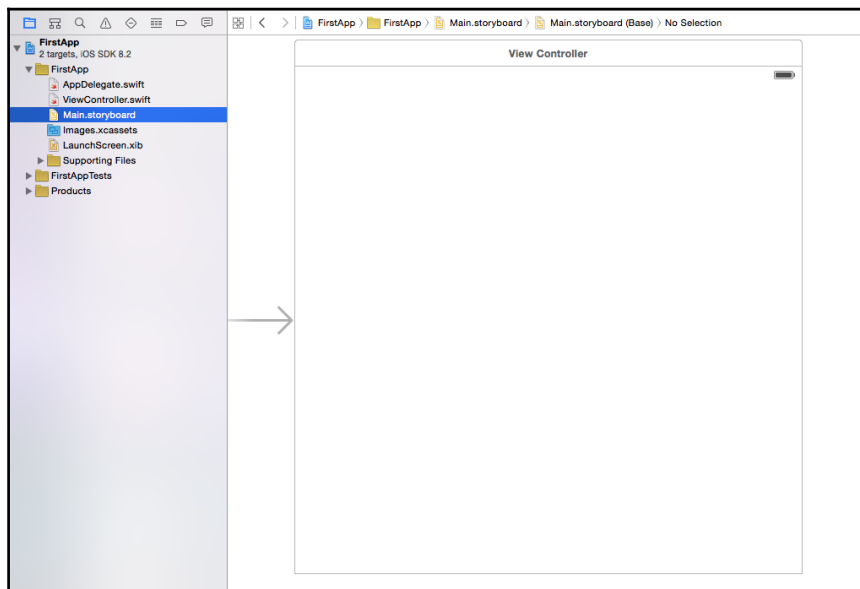 FirstApp 〉 FirstApp 〉 Main.storyboard 〉 Main.storyboard (Base) 〉 No Selection
FirstApp
2 targets, iOS SDK 8.2
FirstApp
AppDelegate.swift
ViewController.swift
Main.storyboard
Images.xcassets
LaunchScreen.xib
Supporting Files
FirstAppTests
Products
View Controller